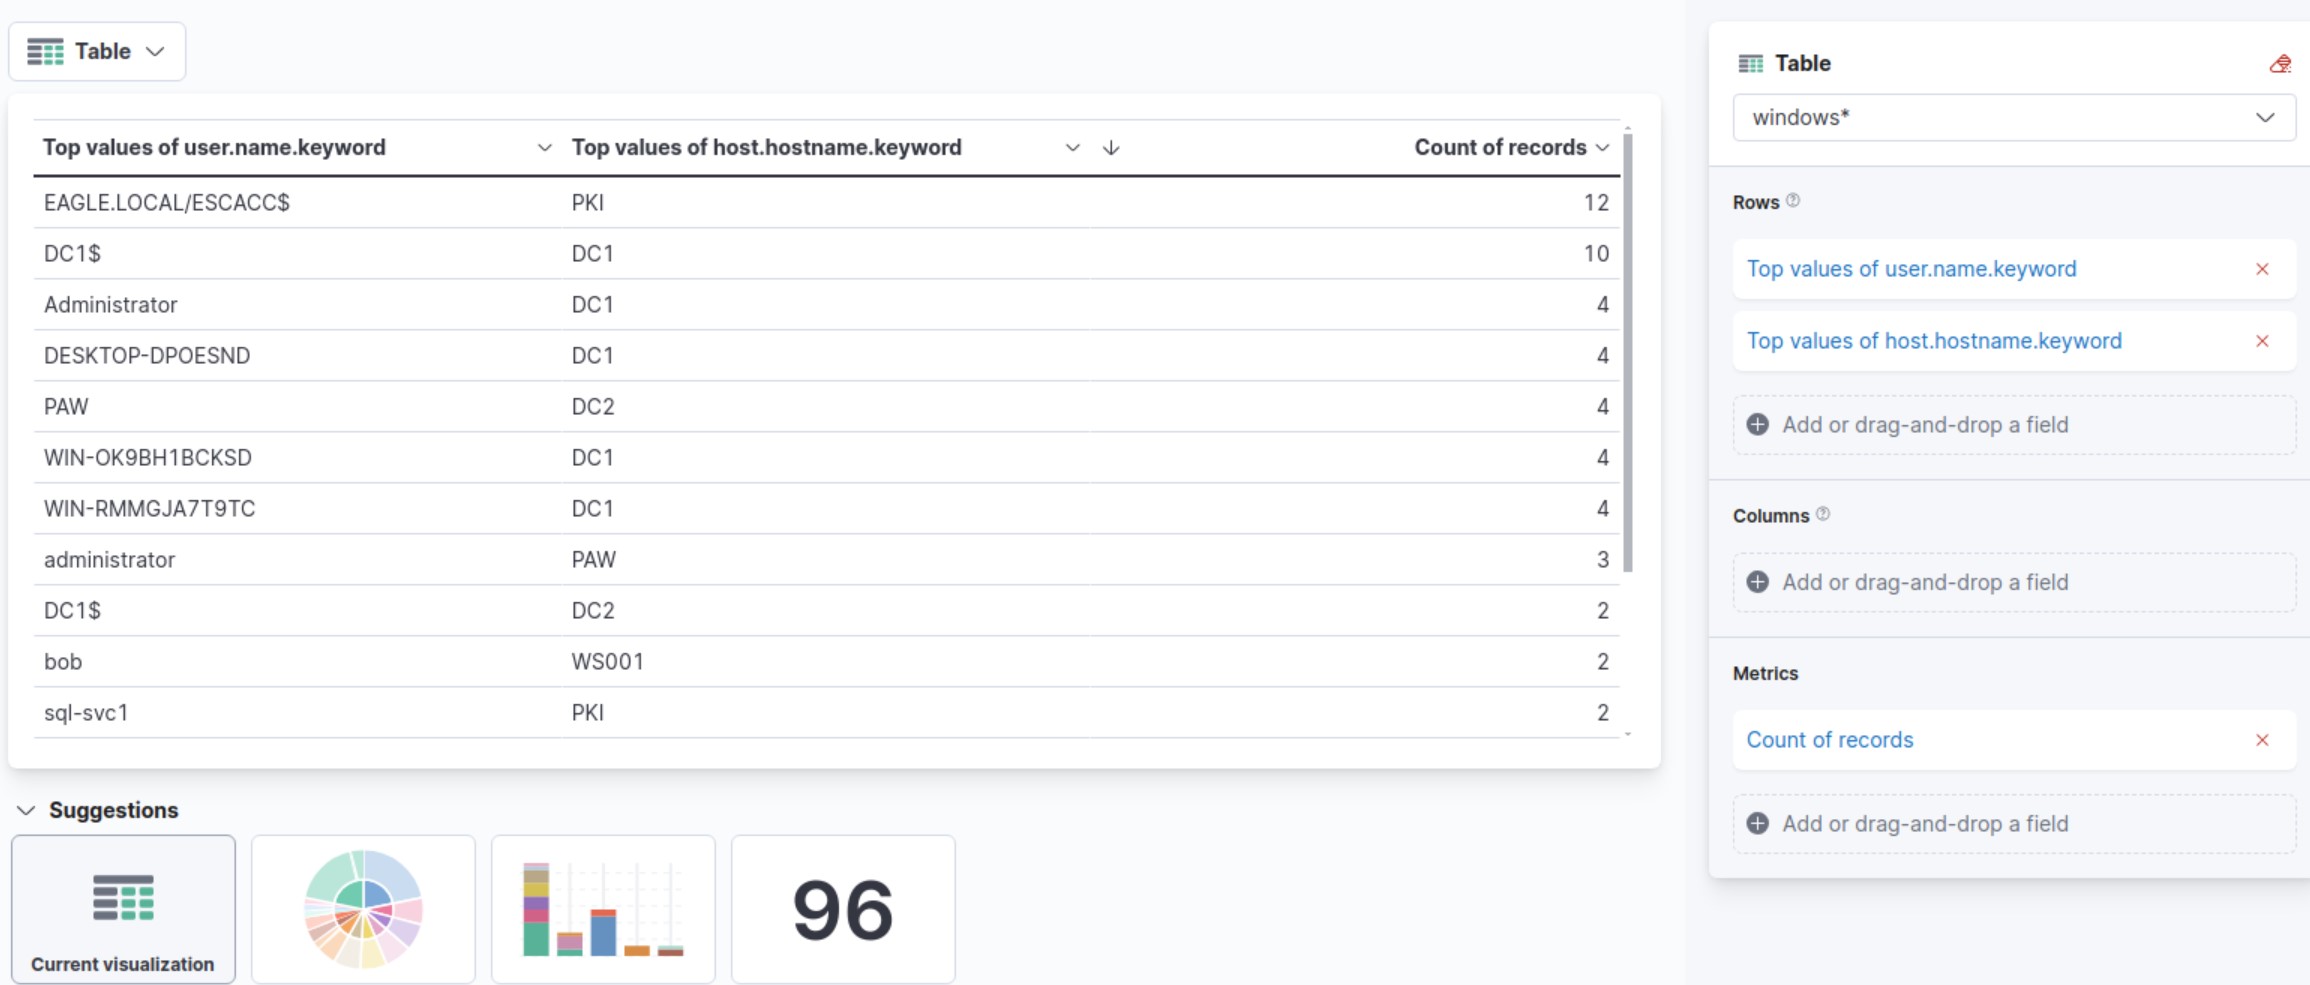 Table
Top values of user.name.keyword Top values of host.hostname.keyword Count of records
EAGLE.LOCAL/ESCACC$ PKI 12
DC1$ DC1 10
Administrator DC1 4
DESKTOP-DPOESND DC1 4
PAW DC2 4
WIN-OK9BH1BCKSD DC1 4
WIN-RMMGJA7T9TC DC1 4
administrator PAW 3
DC1$ DC2 2
bob WS001 2
sql-svc1 PKI 2
Suggestions
Current visualization
96
Table
windows*
Rows
Top values of user.name.keyword
Top values of host.hostname.keyword
Add or drag-and-drop a field
Columns
Add or drag-and-drop a field
Metrics
Count of records
Add or drag-and-drop a field